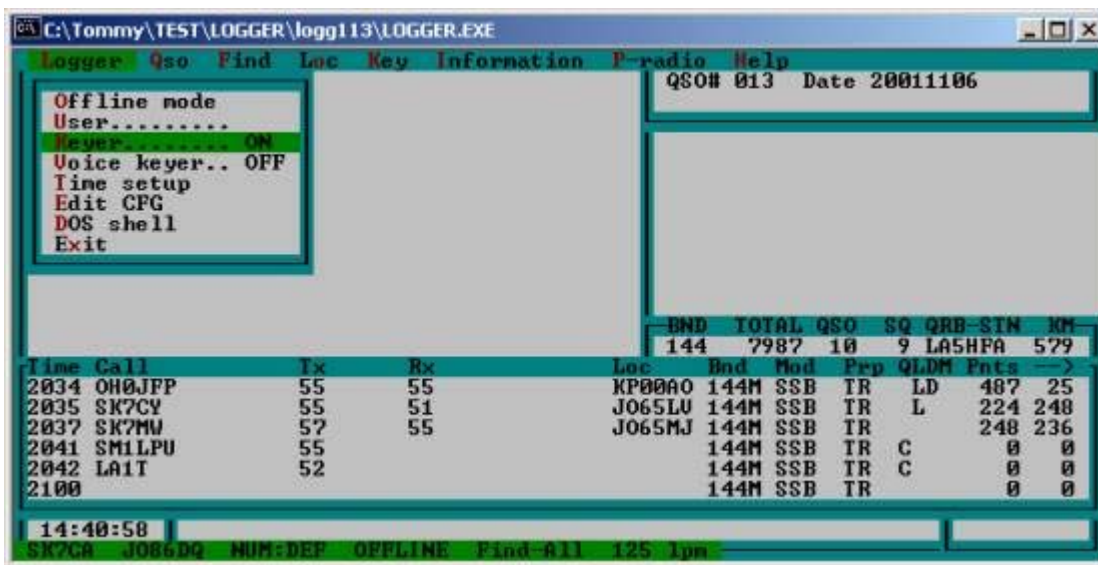 C:\Tommy\TEST\LOGGER\logg113\LOGGER.EXE
Logger Qso Find Loc Key Information P-radio Help
QSO# 013 Date 20011106
Offline mode
User.........
Keyer........ ON
Voice keyer.. OFF
Time setup
Edit CFG
DOS shell
Exit
BND TOTAL QSO SQ QRB-STN KM
144 7987 10 9 LA5HFA 579
Time Call Tx Rx Loc Bnd Mod Prp QLDM Pnts -->
2034 OH0JFP 55 55 KP00AO 144M SSB TR LD 487 25
2035 SK7CY 55 51 JO65LV 144M SSB TR L 224 248
2037 SK7MW 57 55 JO65MJ 144M SSB TR 248 236
2041 SM1LPU 55 144M SSB TR C 0 0
2042 LA1T 52 144M SSB TR C 0 0
2100 144M SSB TR 0 0
14:40:58
SK7CA JO86DQ NUM:DEF OFFLINE Find-All 125 lpm